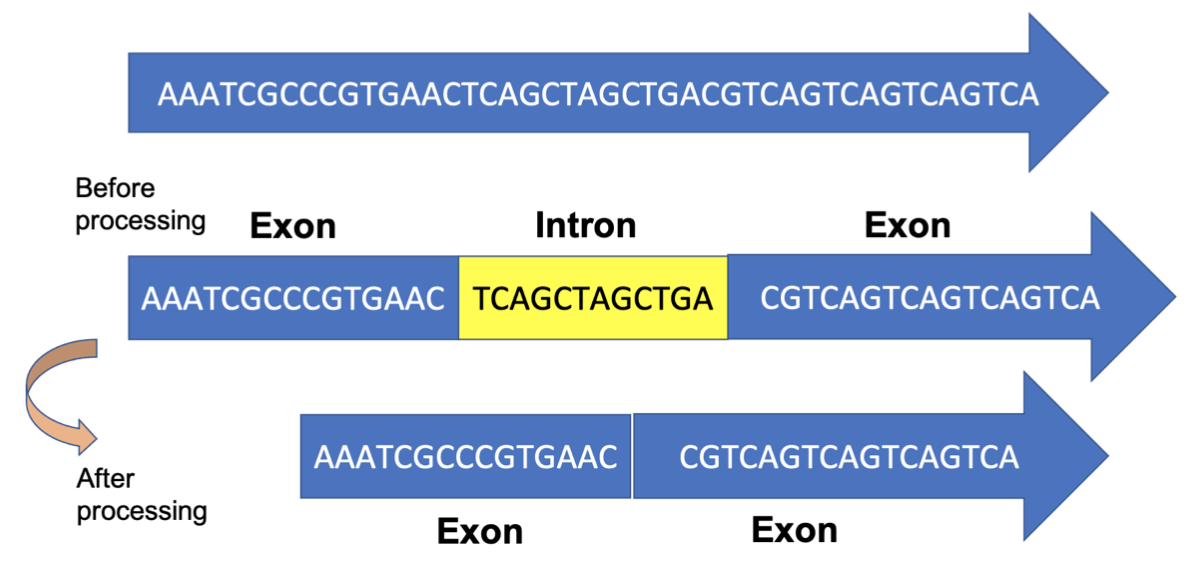 AAATCGCCCGTGAACTCAGCTAGCTGACGTCAGTCAGTCAGTCA
Before
processing
Exon Intron Exon
AAATCGCCCGTGAAC TCAGCTAGCTGA CGTCAGTCAGTCAGTCA
AAATCGCCCGTGAAC CGTCAGTCAGTCAGTCA
After
processing
Exon Exon